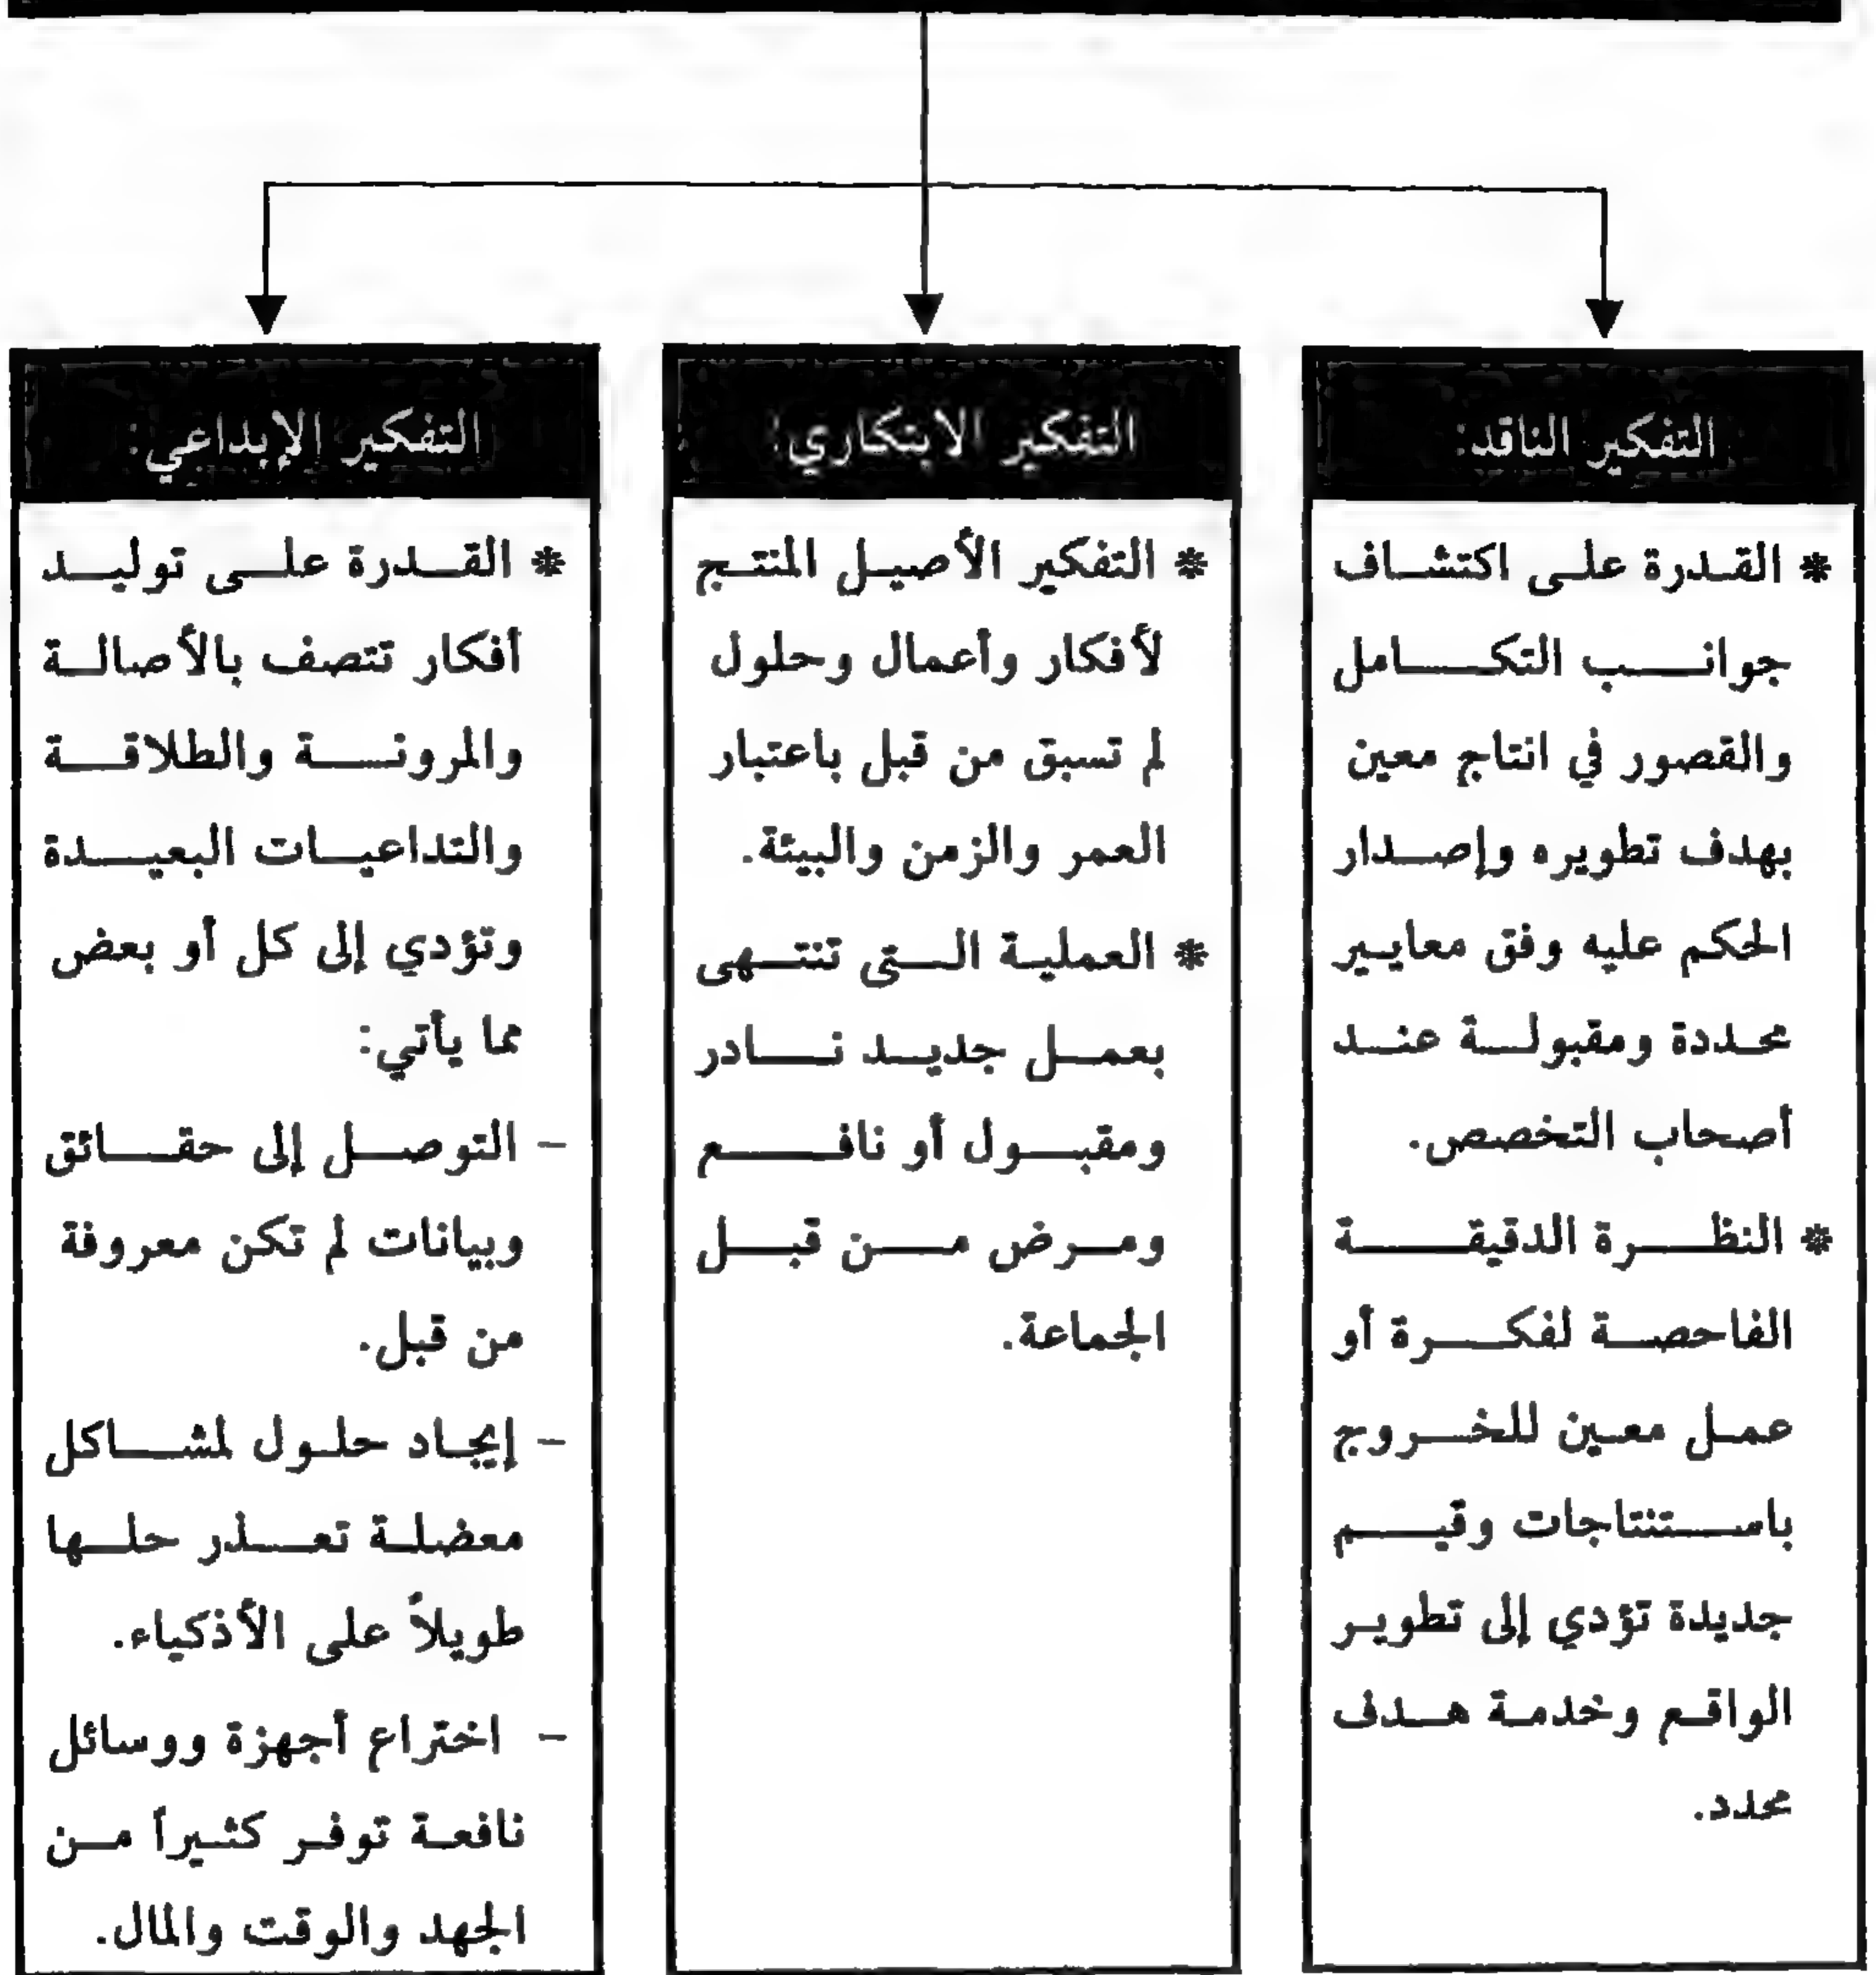 التفكير الناقد:
* القدرة على اكتشاف
جوانب التكامل
والقصور في انتاج معين
بهدف تطويره وإصدار
الحكم عليه وفق معايير
محددة ومقبولة عند
أصحاب التخصص.
* النظرة الدقيقة
الفاحصة لفكرة أو
عمل معين للخروج
باستنتاجات وقيم
جديدة تؤدي إلى تطوير
الواقع وخدمة هدف
محدد.
التفكير الابتكاري:
* التفكير الأصيل المنتج
لأفكار وأعمال وحلول
لم تسبق من قبل باعتبار
العمر والزمن والبيئة.
* العملية التي تنتهى
بعمل جديد نادر
ومقبول أو نافع
ومرض من قبل
الجماعة.
التفكير الإبداعي:
* القدرة على توليد
أفكار تتصف بالأصالة
والمرونة والطلاقة
والتداعيات البعيدة
وتؤدي إلى كل أو بعض
مما يأتي:
- التوصل إلى حقائق
وبيانات لم تكن معروفة
من قبل.
- إيجاد حلول لمشاكل
معضلة تعذر حلها
طويلاً على الأذكياء.
- اختراع أجهزة ووسائل
نافعة توفر كثيراً من
الجهد والوقت والمال.